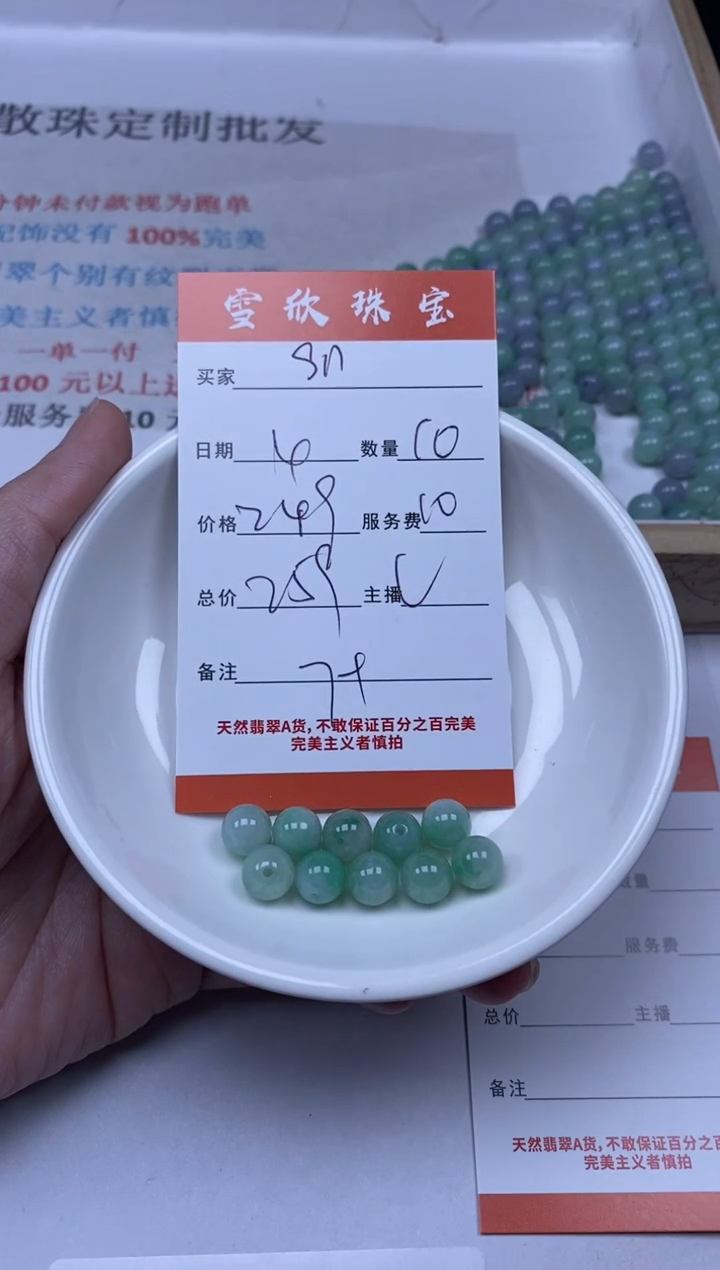 散珠定制批发
分钟未付款视为跑单
配饰没有 100%完美
翠个别有纹
美主义者慎
一单一付
100 元以上
服务费10 元
雪欣珠宝
买家
日期 数量 10
价格 249 服务费 10
总价 259 主播
备注
天然翡翠A货,不敢保证百分之百完美
完美主义者慎拍
服务费
总价 主播
备注
天然翡翠A货,不敢保证百分之百
完美主义者慎拍